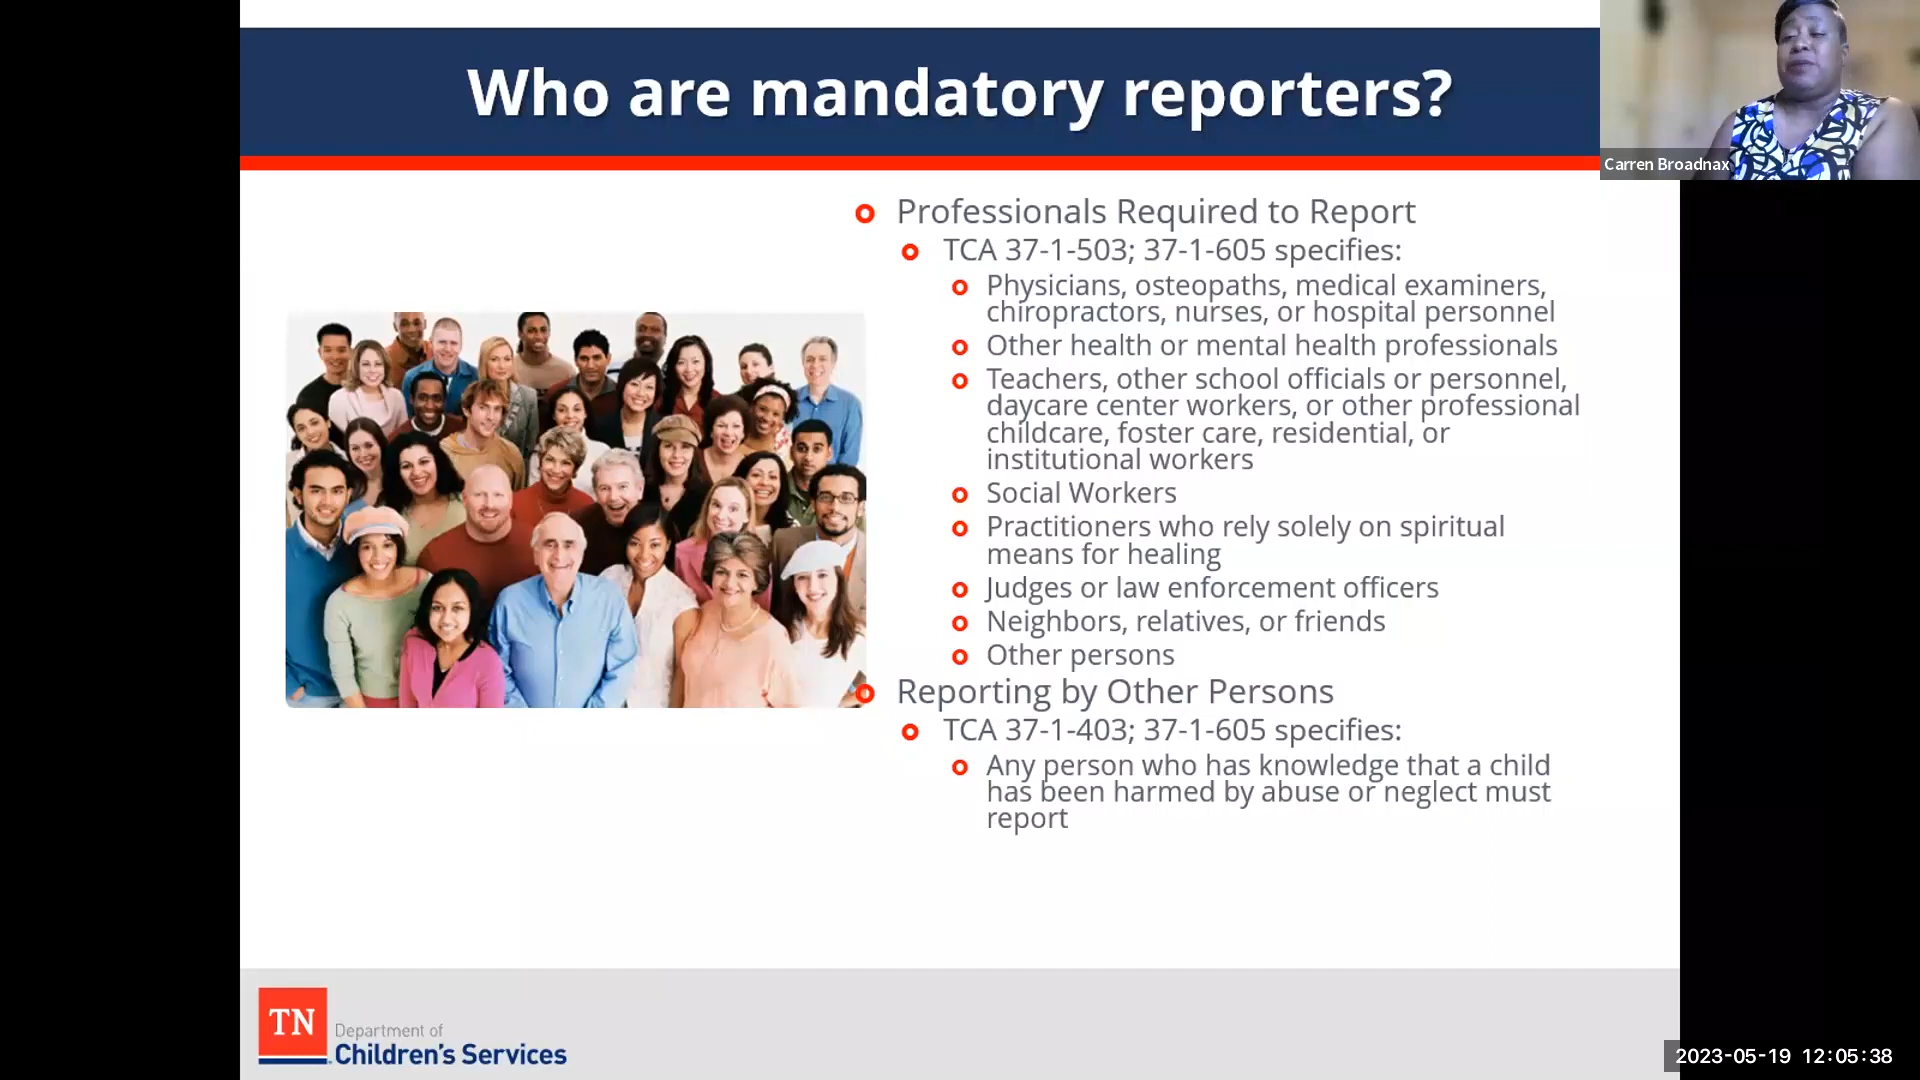 Who are mandatory reporters?
Carren Broadnax
Professionals Required to Report
TCA 37-1-503; 37-1-605 specifies:
Physicians, osteopaths, medical examiners,
chiropractors, nurses, or hospital personnel
Other health or mental health professionals
Teachers, other school officials or personnel,
daycare center workers, or other professional
childcare, foster care, residential, or
institutional workers
Social Workers
Practitioners who rely solely on spiritual
means for healing
Judges or law enforcement officers
Neighbors, relatives, or friends
Other persons
Reporting by Other Persons
TCA 37-1-403; 37-1-605 specifies:
Any person who has knowledge that a child
has been harmed by abuse or neglect must
report
TN
Department of
Children's Services
2023-05-19 12:05:38